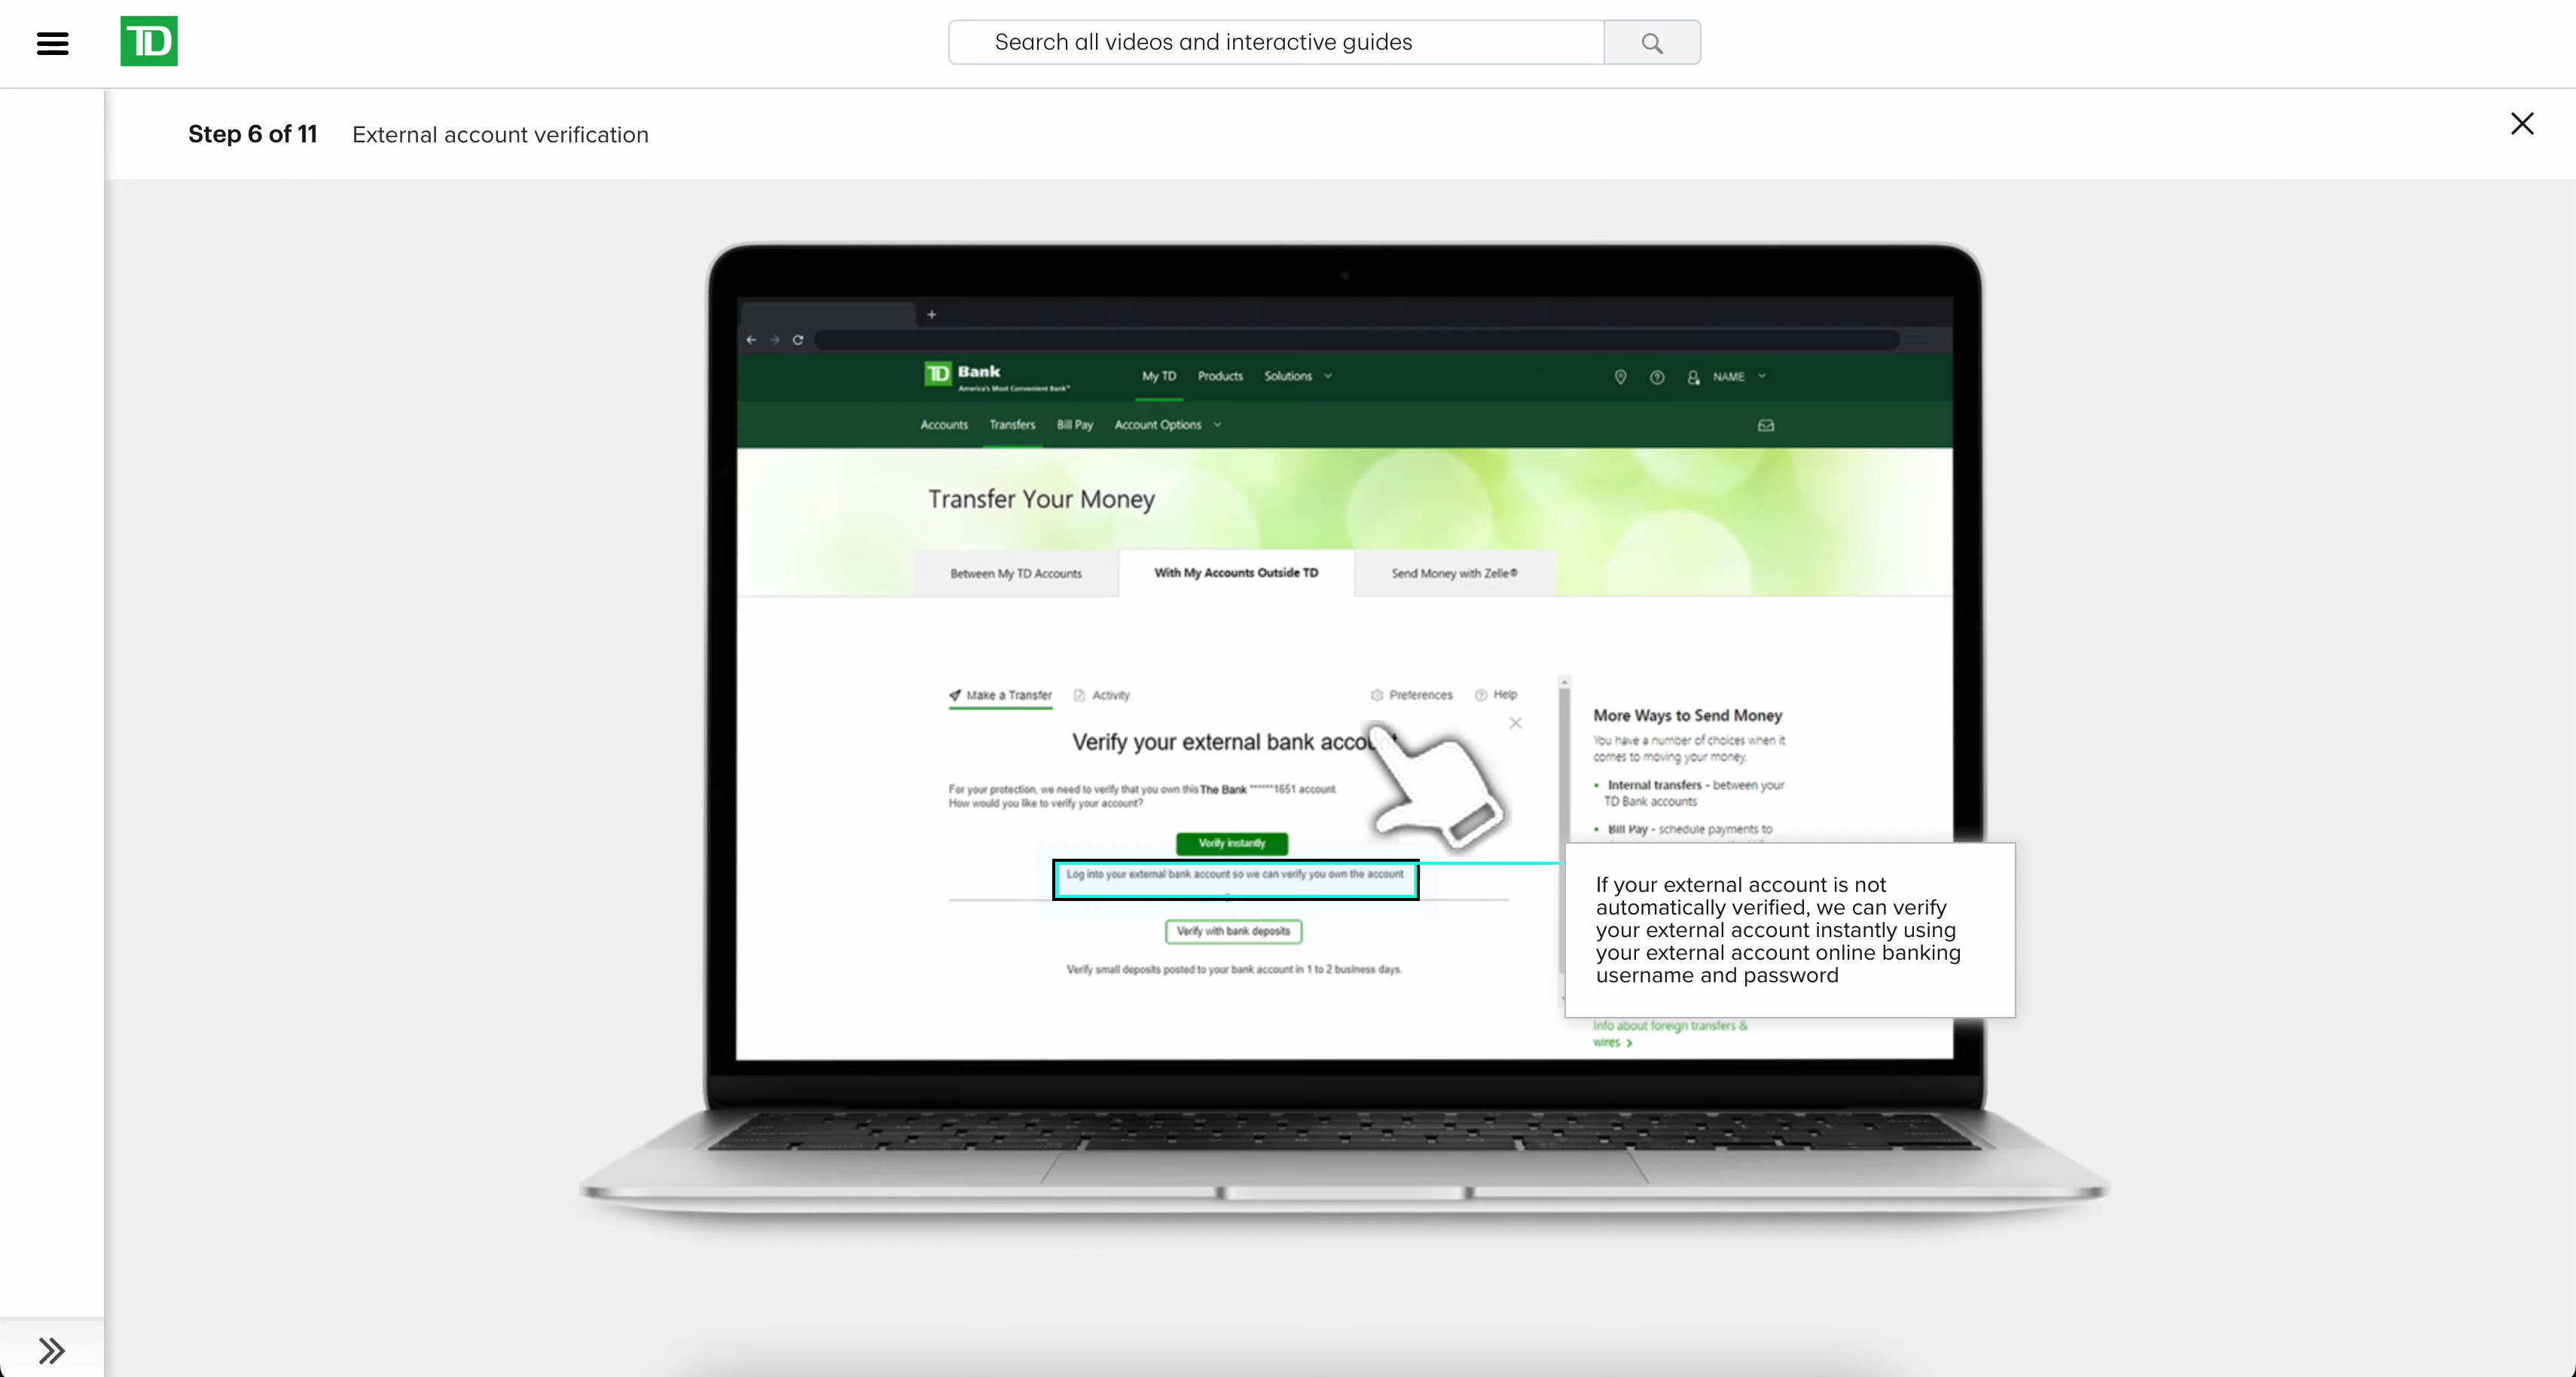 TD
Search all videos and interactive guides
Step 6 of 11 External account verification
TD Bank
America's Most Convenient Bank®
My TD Products Solutions NAME
Accounts Transfers Bill Pay Account Options
Transfer Your Money
Between My TD Accounts With My Accounts Outside TD Send Money with Zelle®
Make a Transfer Activity Preferences Help
Verify your external bank
For your protection, we need to verify that you own this The Bank ******1651 account.
How would you like to verify your account?
Verify instantly
Log into your external bank account so we can verify you own the account
Verify with bank deposits
Verify small deposits posted to your bank account in 1 to 2 business days.
More Ways to Send Money
You have a number of choices when it
comes to moving your money.
• Internal transfers - between your
TD Bank accounts
• Bill Pay - schedule payments to
If your external account is not
automatically verified, we can verify
your external account instantly using
your external account online banking
username and password
Info about foreign transfers &
wires >